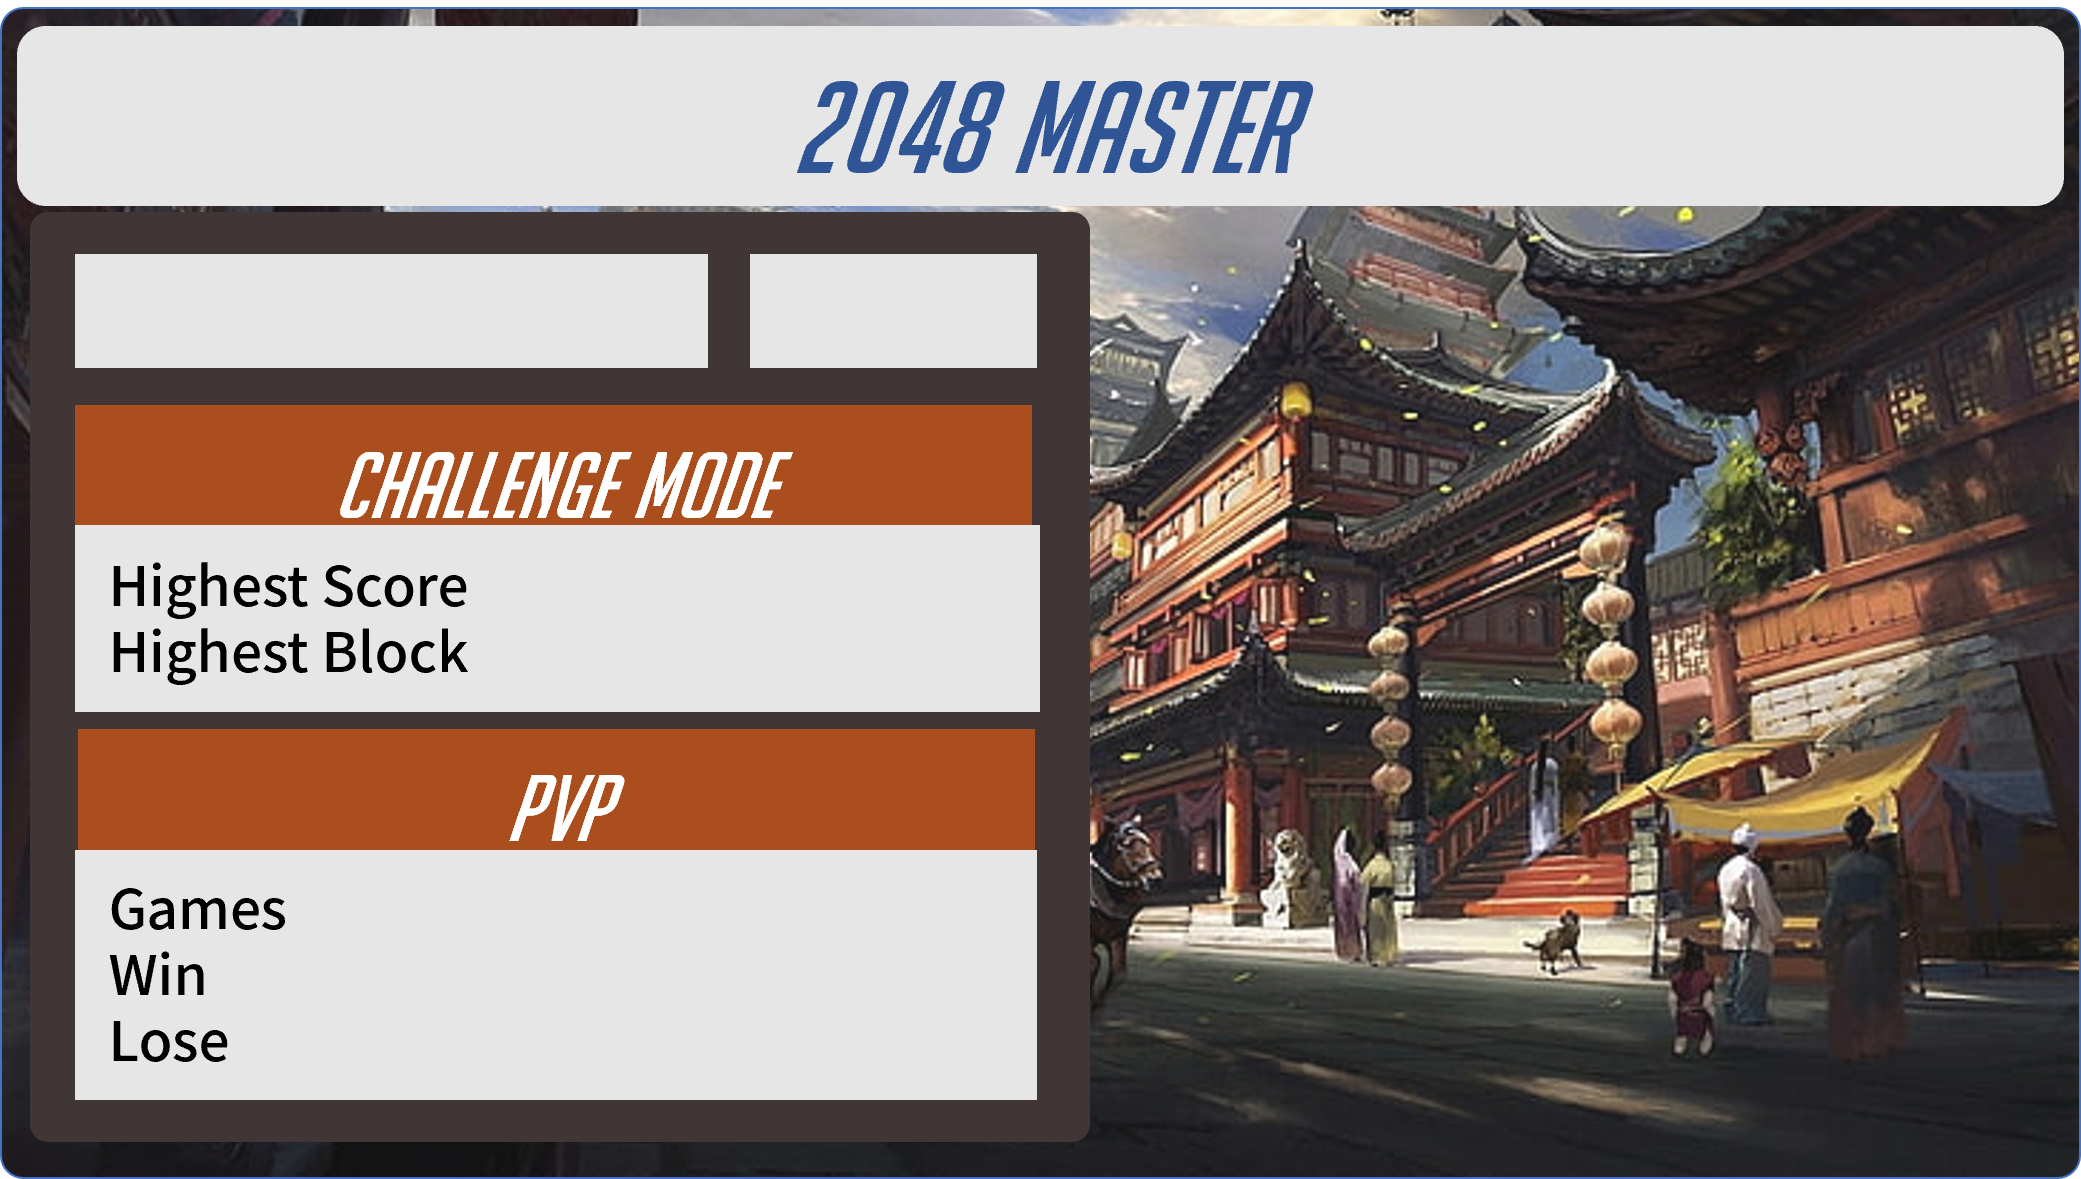 2048 MASTER
CHALLENGE MODE
Highest Score
Highest Block
PVP
Games
Win
Lose